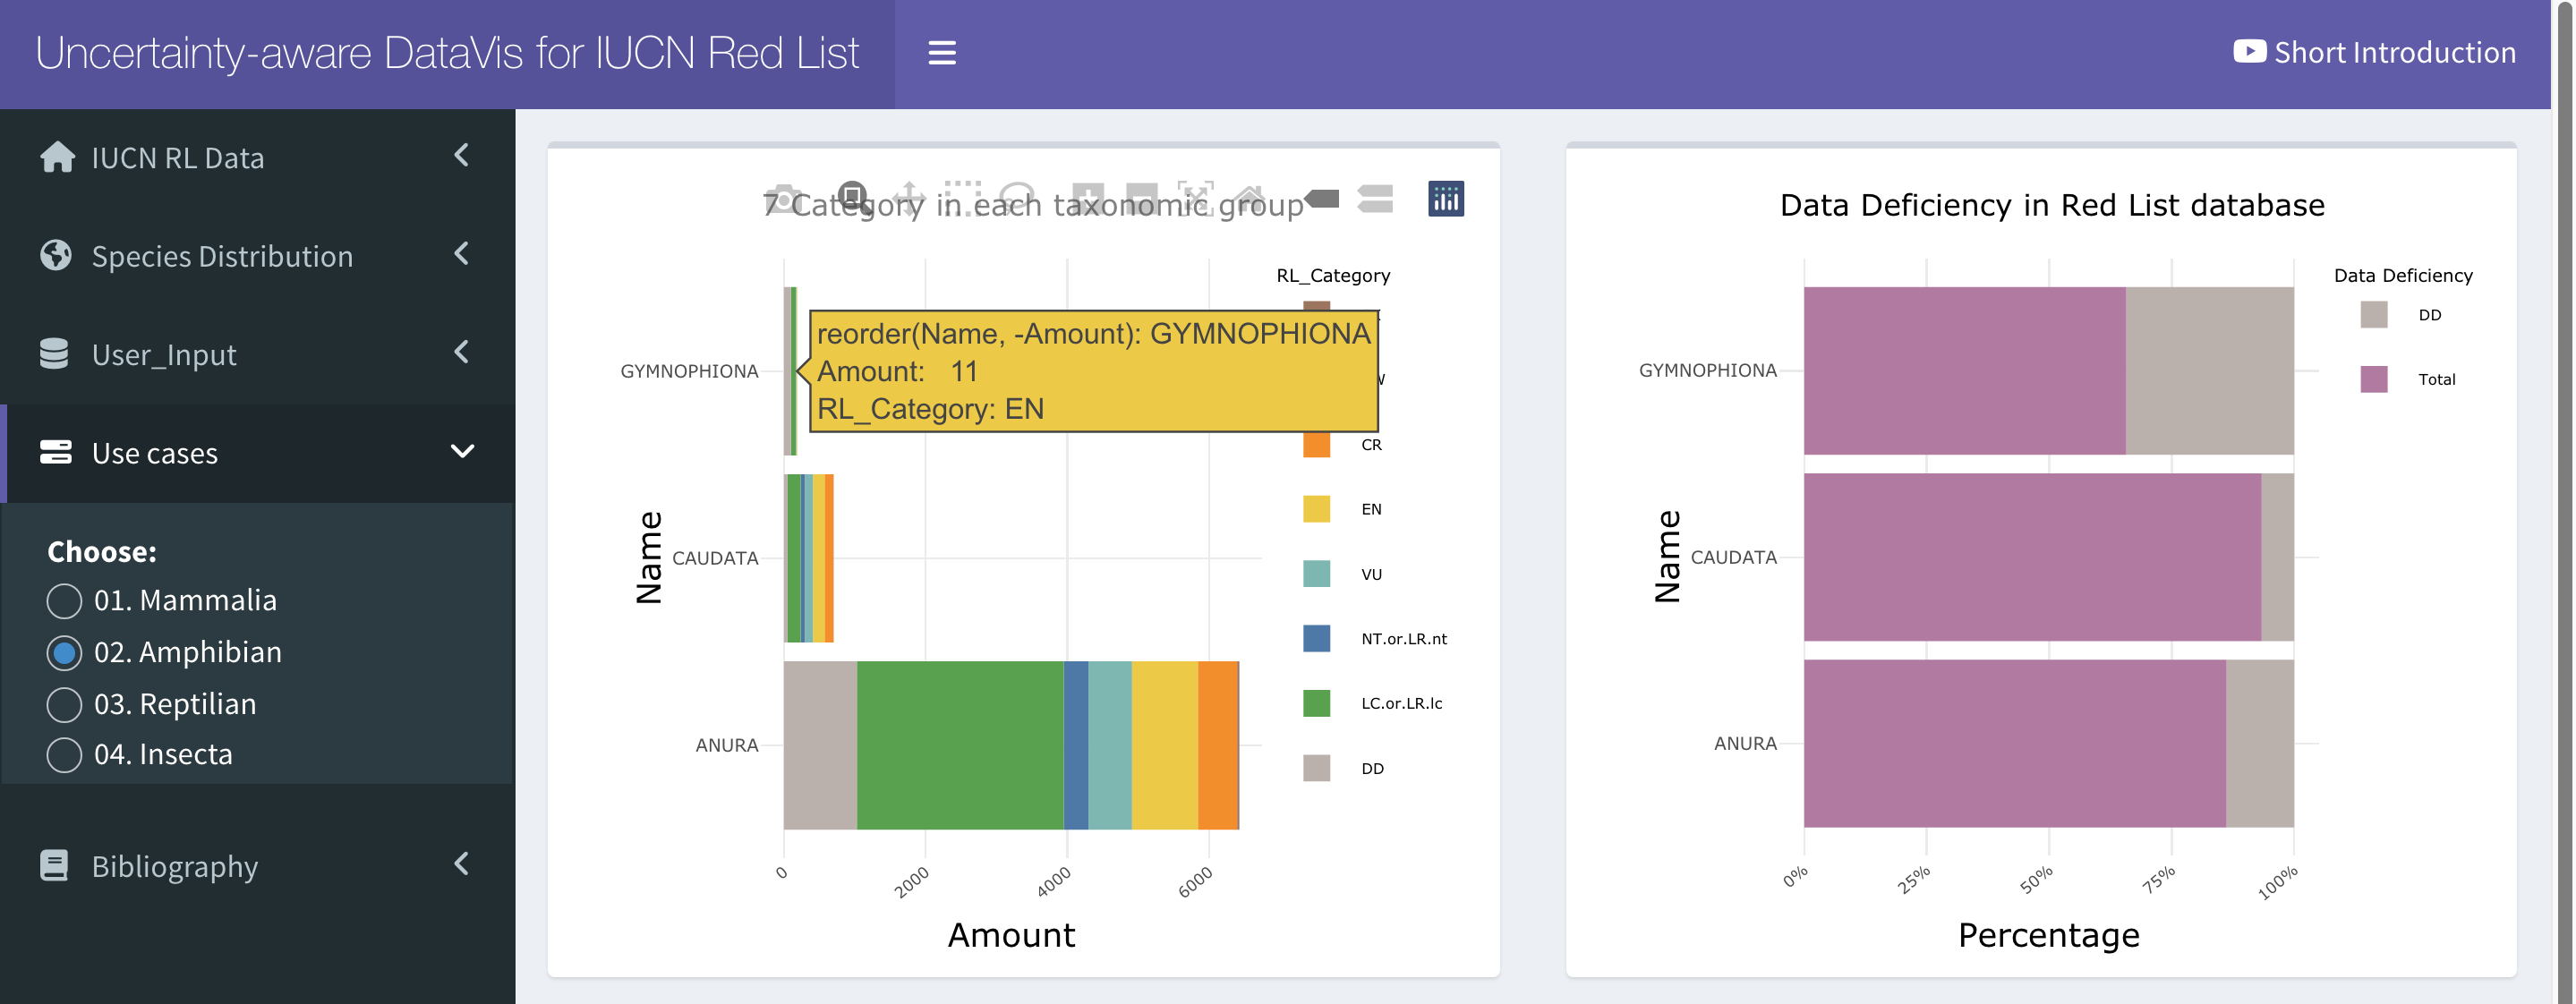 Uncertainty-aware DataVis for IUCN Red List
Short Introduction
IUCN RL Data
Species Distribution
User_Input
Use cases
Choose:
01. Mammalia
02. Amphibian
03. Reptilian
04. Insecta
Bibliography
7 Category in each taxonomic group
RL_Category
reorder(Name, -Amount): GYMNOPHIONA
Amount: 11
RL_Category: EN
CR
EN
VU
NT.or.LR.nt
LC.or.LR.lc
DD
GYMNOPHIONA
CAUDATA
ANURA
Name
0
2000
4000
6000
Amount
Data Deficiency in Red List database
Data Deficiency
DD
Total
GYMNOPHIONA
CAUDATA
ANURA
Name
0%
25%
50%
75%
100%
Percentage